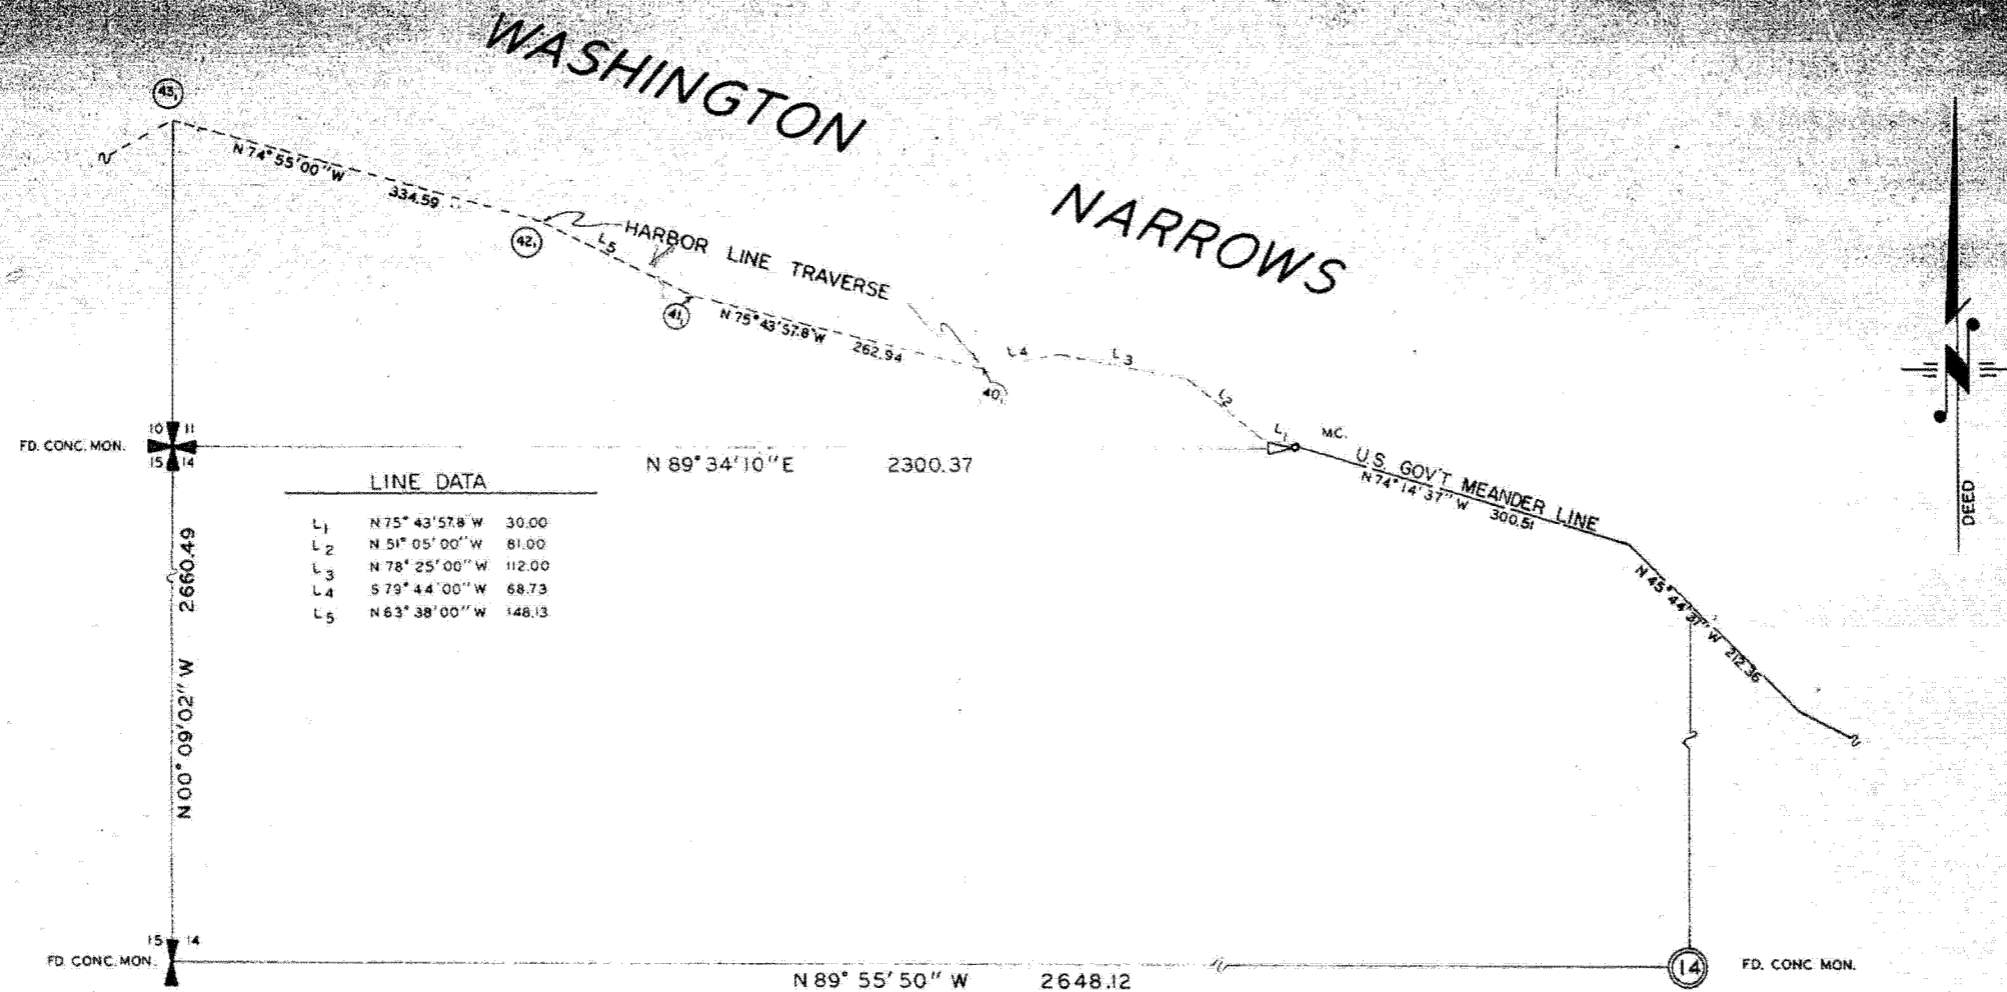 WASHINGTON NARROWS
43₁
N 74° 55' 00" W 334.59
42₁
L5
HARBOR LINE TRAVERSE
41₁
N 75° 43' 57.8" W 262.94
40₁
L4
L3
L2
L1
M.C.
U.S. GOV'T MEANDER LINE
N 74° 14' 37" W 300.51
N 45° 44' 37" W 212.36
DEED
FD. CONC. MON.
10 11
15 14
N 89° 34' 10" E 2300.37
LINE DATA
L1 N 75° 43' 57.8" W 30.00
L2 N 51° 05' 00" W 81.00
L3 N 78° 25' 00" W 112.00
L4 S 79° 44' 00" W 68.73
L5 N 63° 38' 00" W 148.13
N 00° 09' 02" W 2660.49
15 14
FD. CONC. MON.
N 89° 55' 50" W 2648.12
14
FD. CONC. MON.